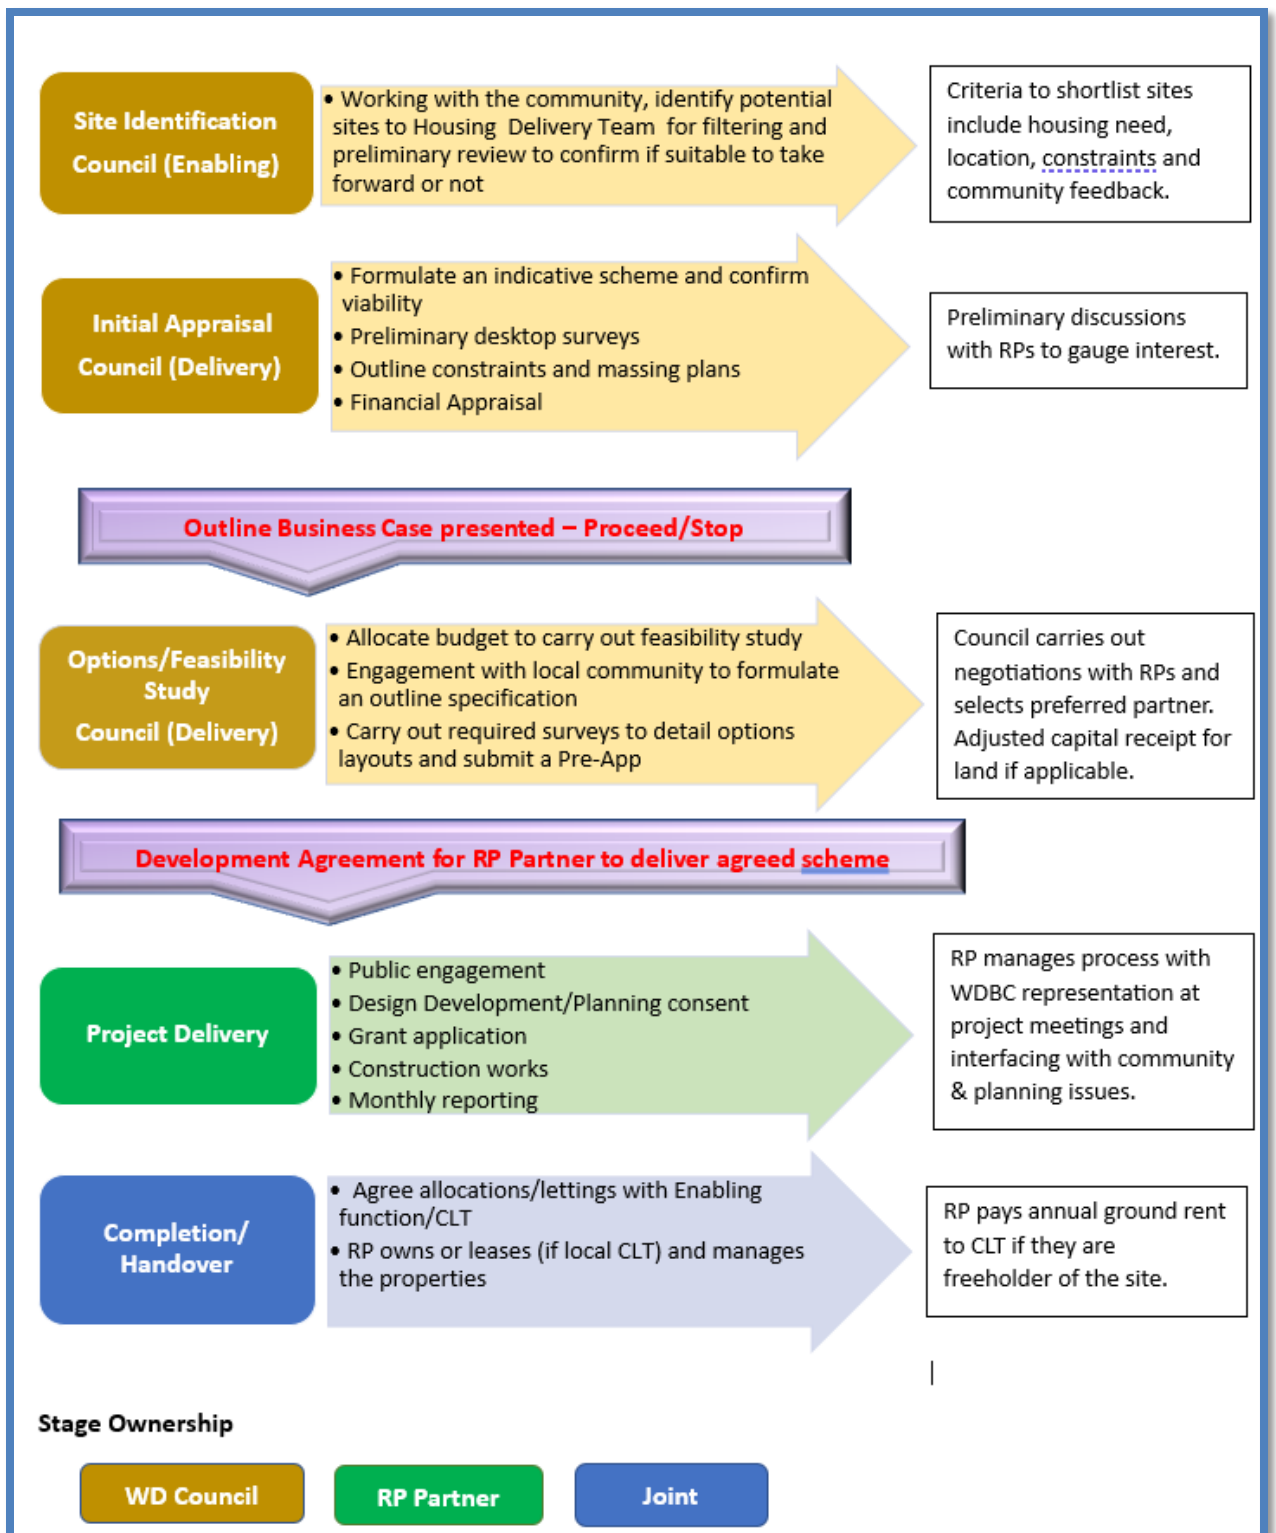 Site Identification
Council (Enabling)
• Working with the community, identify potential
sites to Housing Delivery Team for filtering and
preliminary review to confirm if suitable to take
forward or not
Criteria to shortlist sites
include housing need,
location, constraints and
community feedback.
Initial Appraisal
Council (Delivery)
• Formulate an indicative scheme and confirm
viability
• Preliminary desktop surveys
• Outline constraints and massing plans
• Financial Appraisal
Preliminary discussions
with RPs to gauge interest.
Outline Business Case presented – Proceed/Stop
Options/Feasibility
Study
Council (Delivery)
• Allocate budget to carry out feasibility study
• Engagement with local community to formulate
an outline specification
• Carry out required surveys to detail options
layouts and submit a Pre-App
Council carries out
negotiations with RPs and
selects preferred partner.
Adjusted capital receipt for
land if applicable.
Development Agreement for RP Partner to deliver agreed scheme
Project Delivery
• Public engagement
• Design Development/Planning consent
• Grant application
• Construction works
• Monthly reporting
RP manages process with
WDBC representation at
project meetings and
interfacing with community
& planning issues.
Completion/
Handover
• Agree allocations/lettings with Enabling
function/CLT
• RP owns or leases (if local CLT) and manages
the properties
RP pays annual ground rent
to CLT if they are
freeholder of the site.
Stage Ownership
WD Council
RP Partner
Joint